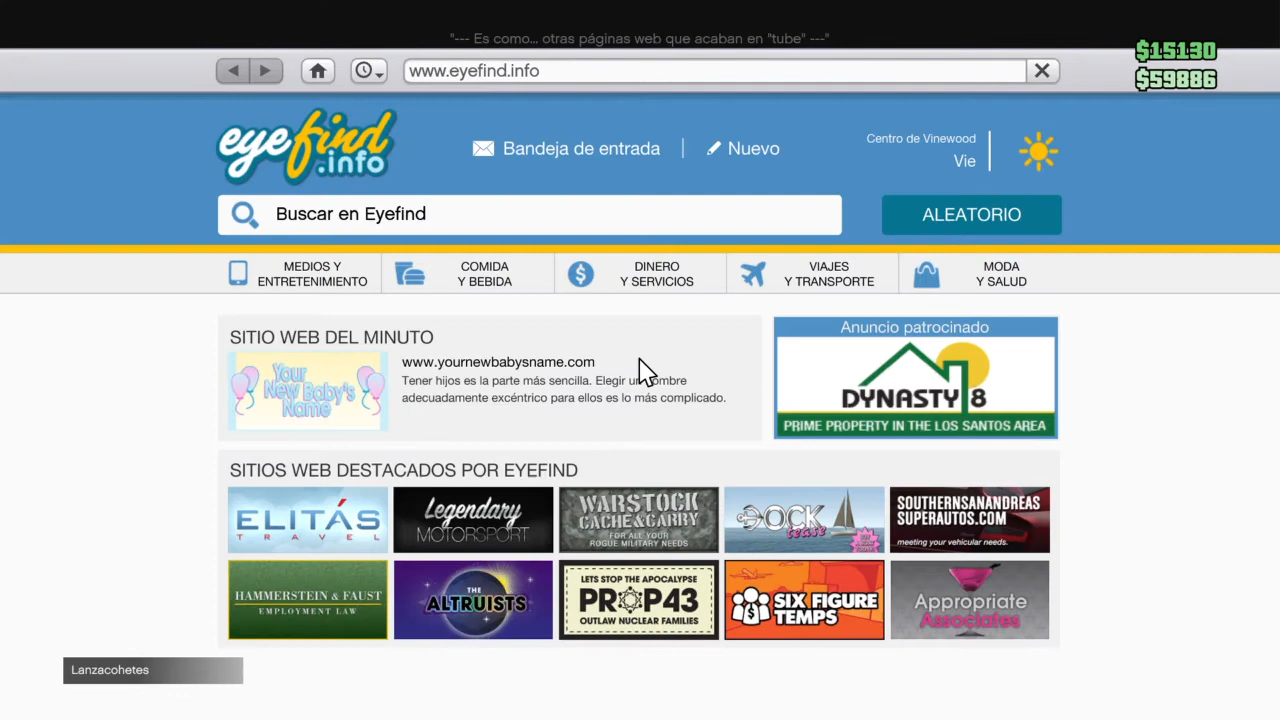 "--- Es como... otras páginas web que acaban en "tube" ---"
$15130
$59886
www.eyefind.info
eyefind
.info
Bandeja de entrada
Nuevo
Centro de Vinewood
Vie
Buscar en Eyefind
ALEATORIO
MEDIOS Y
ENTRETENIMIENTO
COMIDA
Y BEBIDA
DINERO
Y SERVICIOS
VIAJES
Y TRANSPORTE
MODA
Y SALUD
SITIO WEB DEL MINUTO
Your
New Baby's
Name
www.yournewbabysname.com
Tener hijos es la parte más sencilla. Elegir un nombre
adecuadamente excéntrico para ellos es lo más complicado.
Anuncio patrocinado
DYNASTY 8
PRIME PROPERTY IN THE LOS SANTOS AREA
SITIOS WEB DESTACADOS POR EYEFIND
ELITÁS
TRAVEL
Legendary
MOTORSPORT
WARSTOCK
CACHE & CARRY
FOR ALL YOUR
ROGUE MILITARY NEEDS
DOCK
tease
SOUTHERNSANANDREAS
SUPERAUTOS.COM
meeting your vehicular needs.
HAMMERSTEIN & FAUST
EMPLOYMENT LAW
THE
ALTRUISTS
LETS STOP THE APOCALYPSE
PROP43
OUTLAW NUCLEAR FAMILIES
SIX FIGURE
TEMPS
Appropriate
Associates
Lanzacohetes